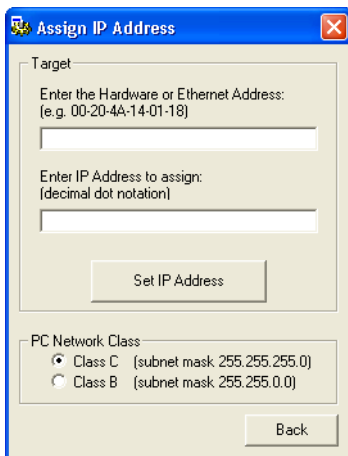 Assign IP Address
Target
Enter the Hardware or Ethernet Address:
(e.g. 00-20-4A-14-01-18)
Enter IP Address to assign:
(decimal dot notation)
Set IP Address
PC Network Class
Class C (subnet mask 255.255.255.0)
Class B (subnet mask 255.255.0.0)
Back